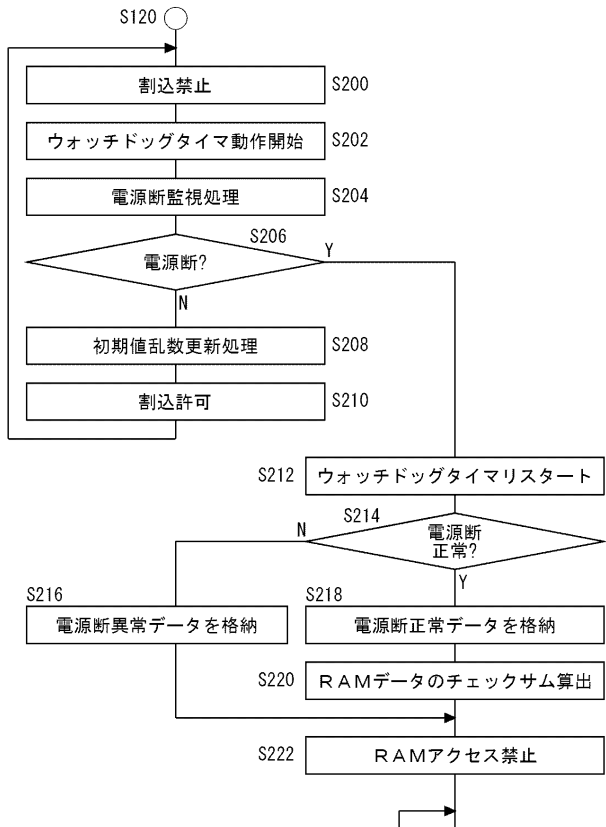 S120
割込禁止 S200
ウォッチドッグタイマ動作開始 S202
電源断監視処理 S204
S206
電源断? Y
N
初期値乱数更新処理 S208
割込許可 S210
S212 ウォッチドッグタイマリスタート
S214
N
電源断
正常?
Y
S216
電源断異常データを格納
S218
電源断正常データを格納
S220 RAMデータのチェックサム算出
S222 RAMアクセス禁止